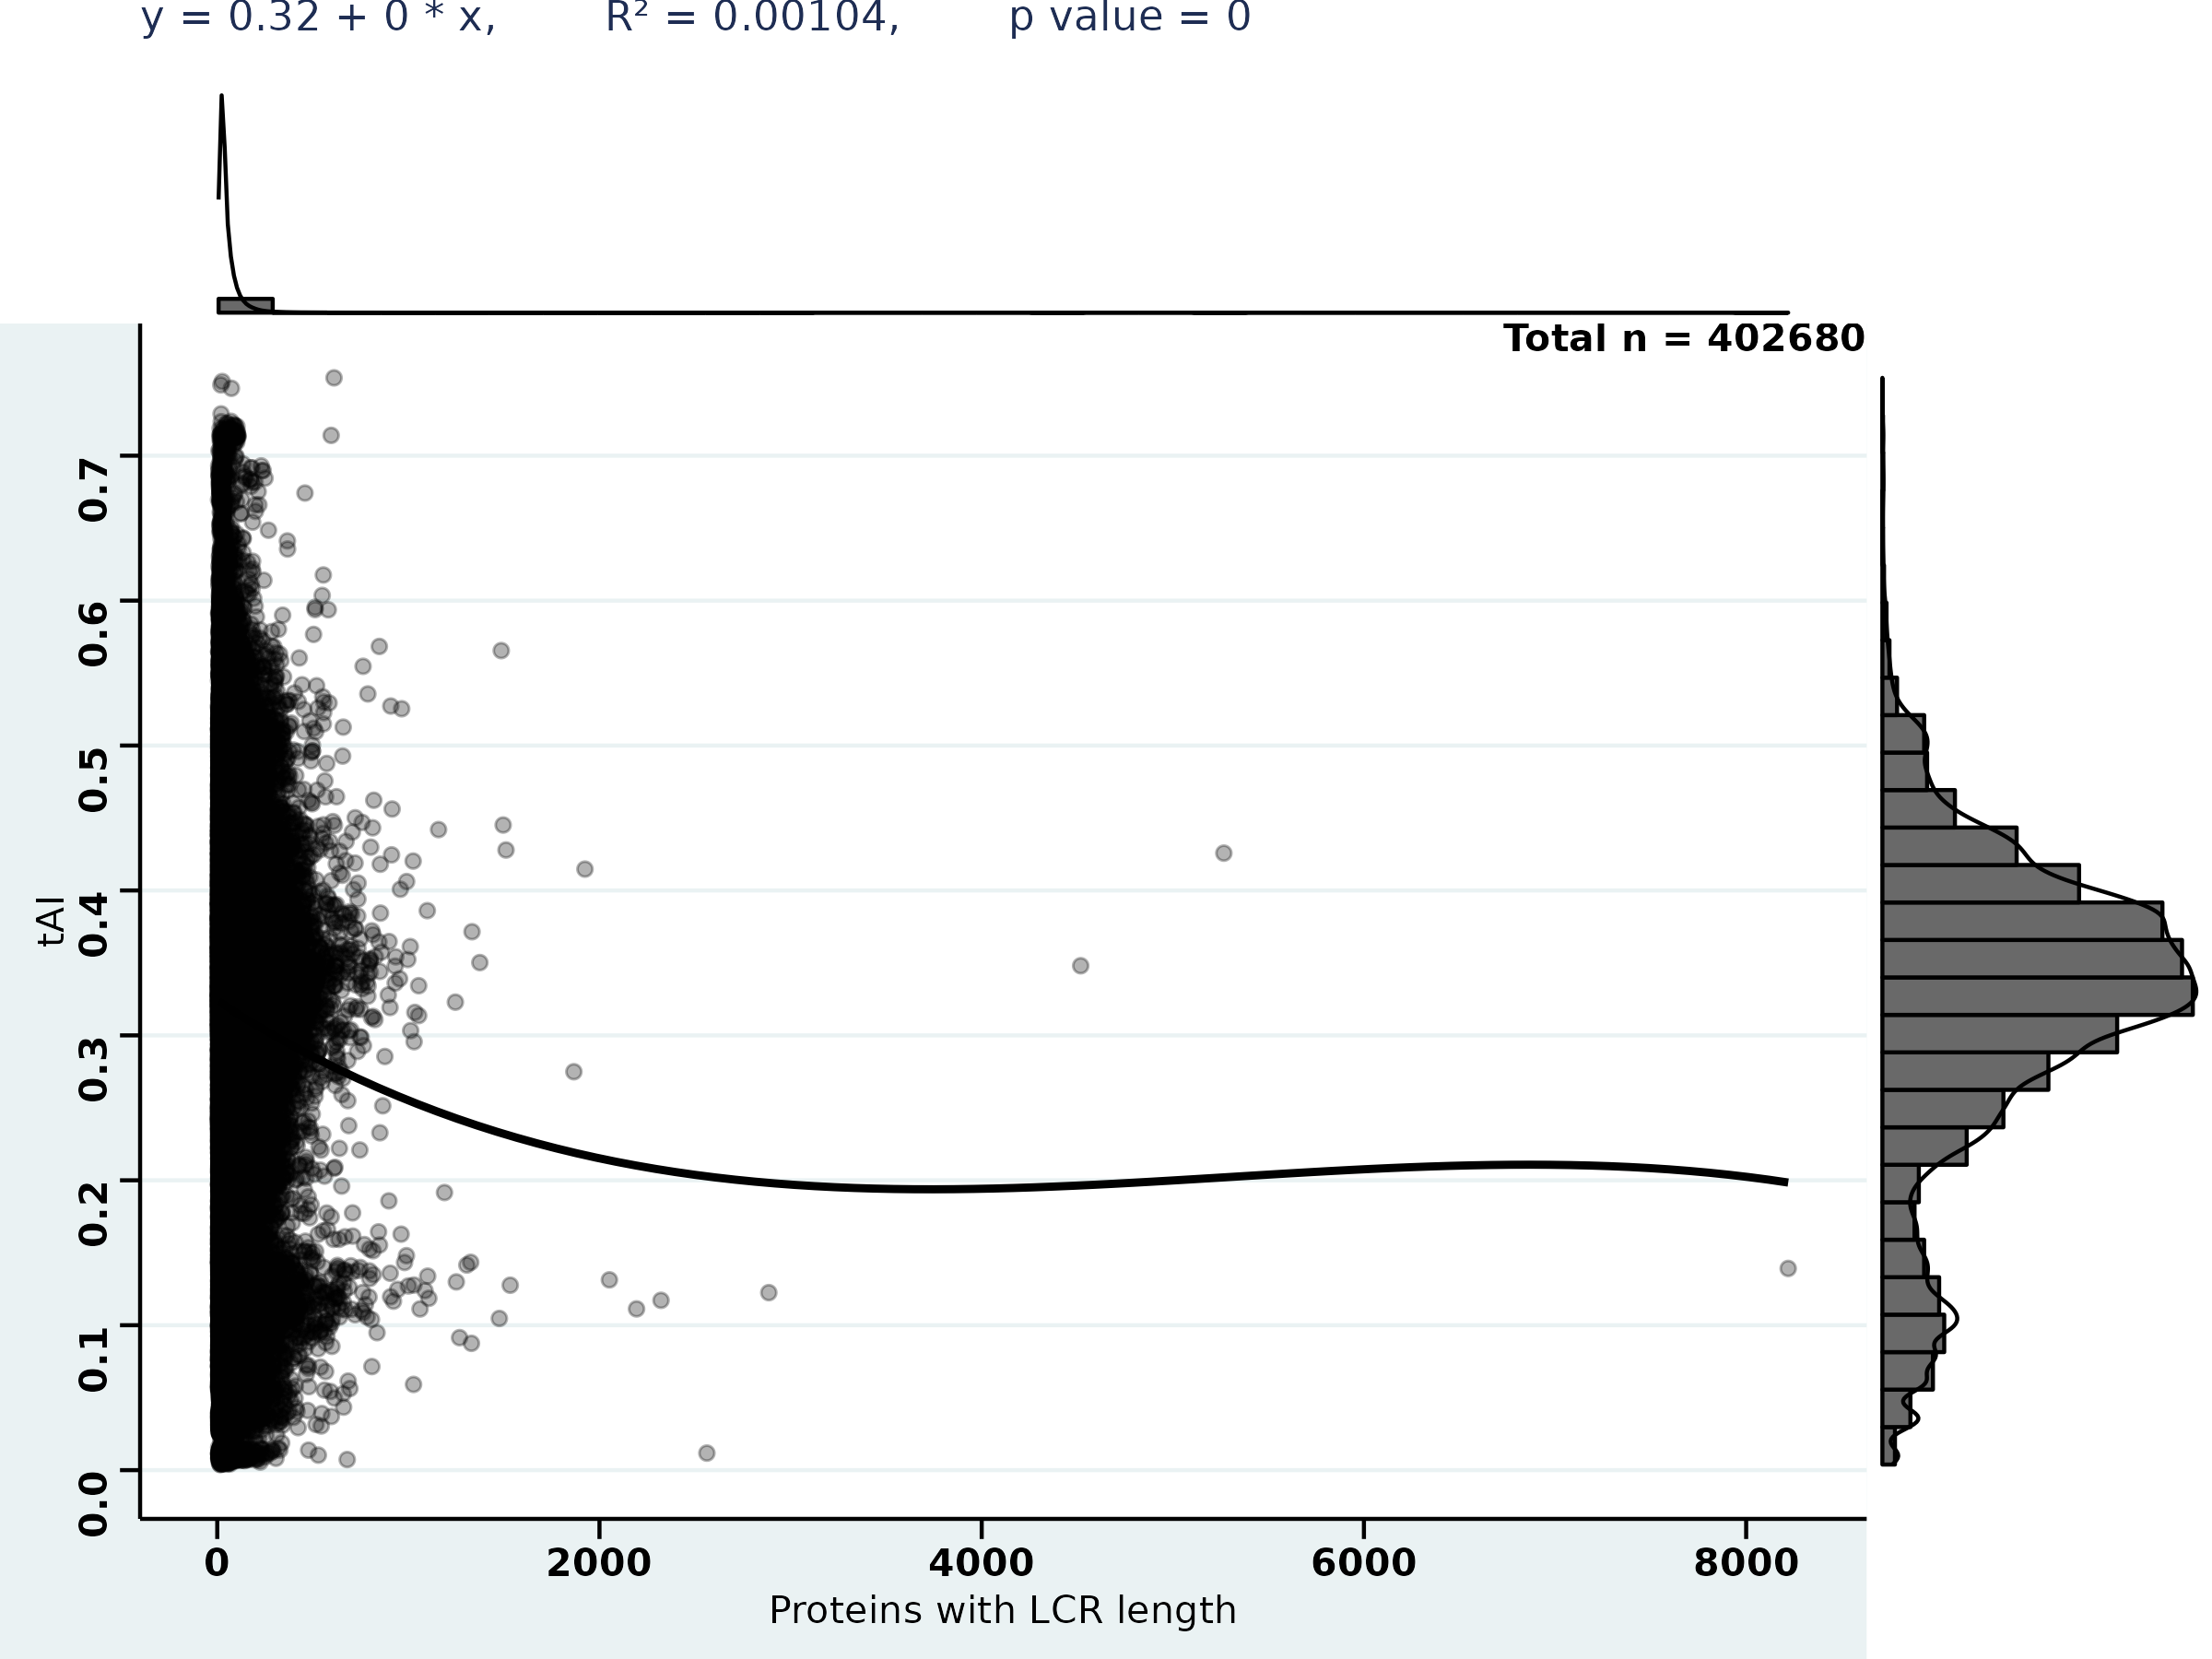 y = 0.32 + 0 * x, R² = 0.00104, p value = 0
Total n = 402680
tAI
0.7
0.6
0.5
0.4
0.3
0.2
0.1
0.0
0 2000 4000 6000 8000
Proteins with LCR length